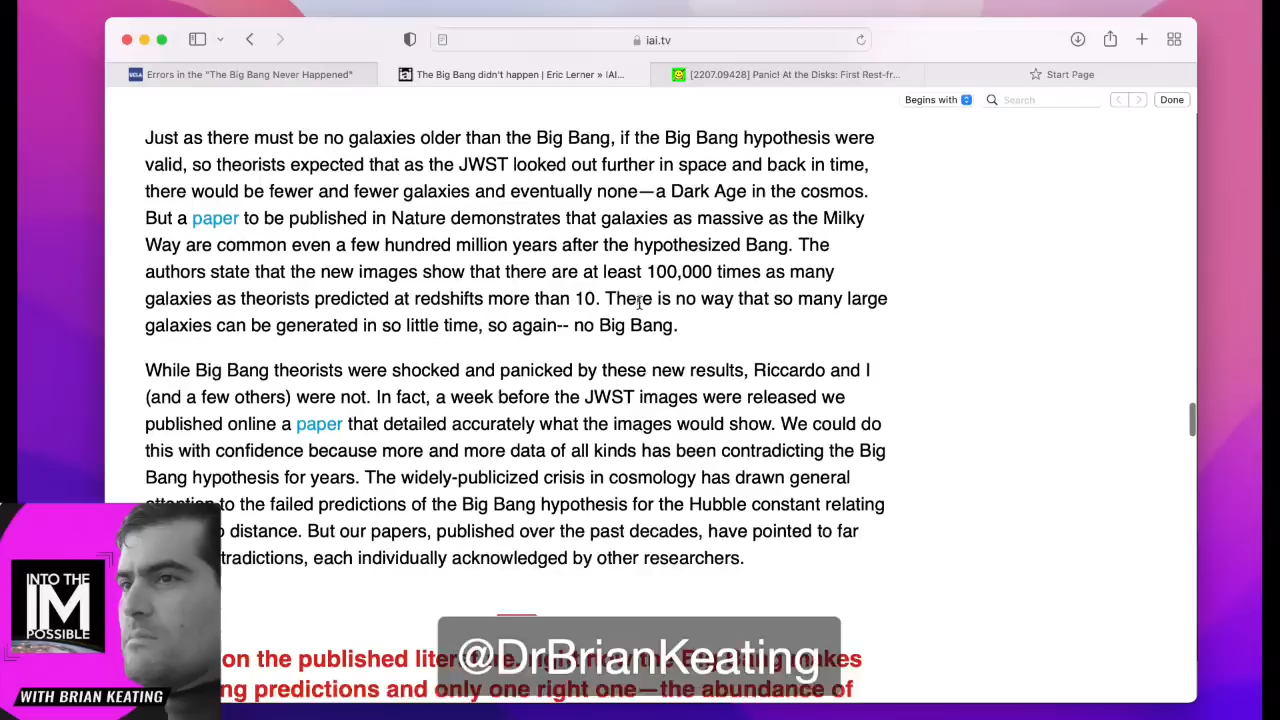 iai.tv
Errors in the "The Big Bang Never Happened"
The Big Bang didn't happen | Eric Lerner » IAI...
[2207.09428] Panic! At the Disks: First Rest-fr...
Start Page
Begins with
Search
Done
Just as there must be no galaxies older than the Big Bang, if the Big Bang hypothesis were
valid, so theorists expected that as the JWST looked out further in space and back in time,
there would be fewer and fewer galaxies and eventually none—a Dark Age in the cosmos.
But a paper to be published in Nature demonstrates that galaxies as massive as the Milky
Way are common even a few hundred million years after the hypothesized Bang. The
authors state that the new images show that there are at least 100,000 times as many
galaxies as theorists predicted at redshifts more than 10. There is no way that so many large
galaxies can be generated in so little time, so again-- no Big Bang.
While Big Bang theorists were shocked and panicked by these new results, Riccardo and I
(and a few others) were not. In fact, a week before the JWST images were released we
published online a paper that detailed accurately what the images would show. We could do
this with confidence because more and more data of all kinds has been contradicting the Big
Bang hypothesis for years. The widely-publicized crisis in cosmology has drawn general
attention to the failed predictions of the Big Bang hypothesis for the Hubble constant relating
distance. But our papers, published over the past decades, have pointed to far
tradictions, each individually acknowledged by other researchers.
on the published
makes
ng predictions and only one right one—the abundance of
@DrBrianKeating
INTO THE
IM
POSSIBLE
WITH BRIAN KEATING